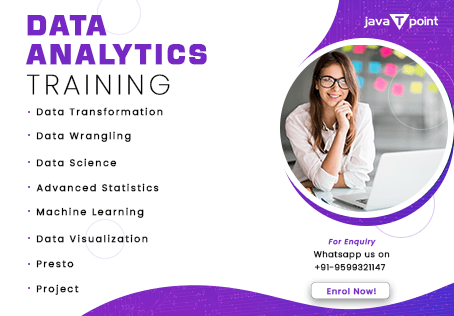 DATA
ANALYTICS
TRAINING
· Data Transformation
· Data Wrangling
· Data Science
· Advanced Statistics
· Machine Learning
· Data Visualization
· Presto
· Project
java T point
For Enquiry
Whatsapp us on
+91-9599321147
Enrol Now!